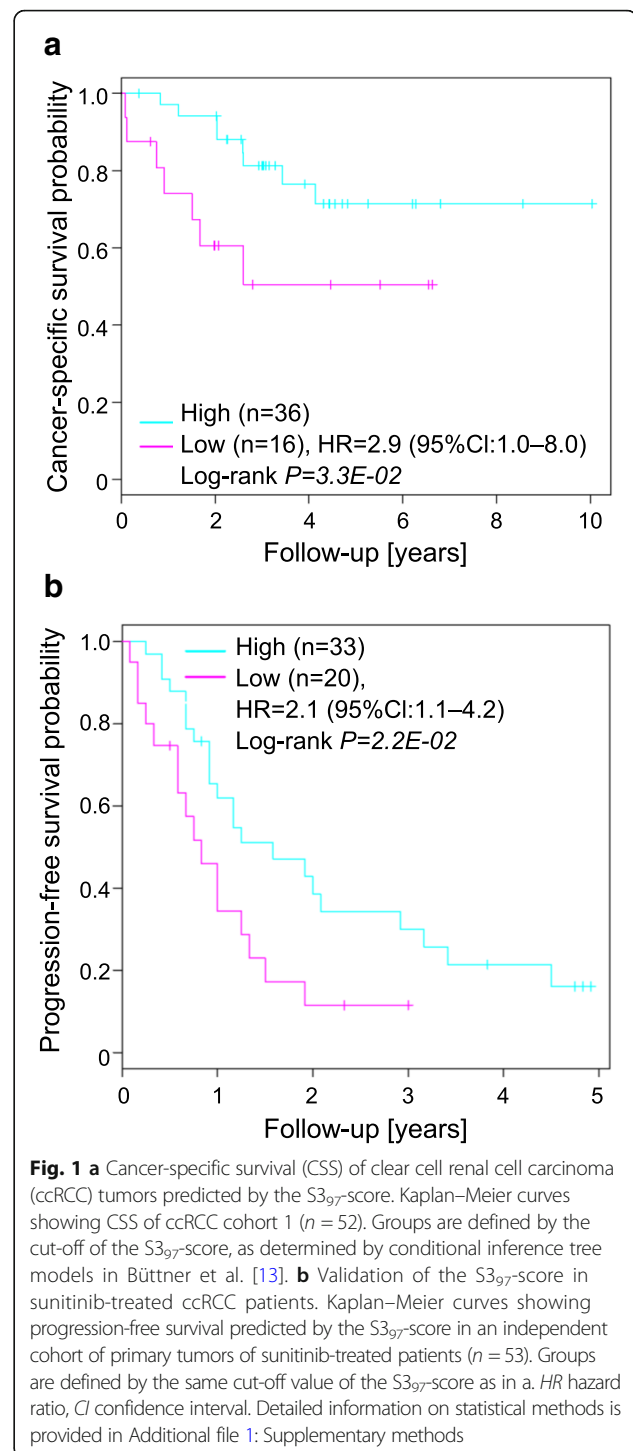 a
Cancer-specific survival probability
1.0
0.8
0.6
0.4
0.2
0
High (n=36)
Low (n=16), HR=2.9 (95%CI:1.0–8.0)
Log-rank P=3.3E-02
0 2 4 6 8 10
Follow-up [years]
b
Progression-free survival probability
1.0
0.8
0.6
0.4
0.2
0
High (n=33)
Low (n=20),
HR=2.1 (95%CI:1.1–4.2)
Log-rank P=2.2E-02
0 1 2 3 4 5
Follow-up [years]
Fig. 1 a Cancer-specific survival (CSS) of clear cell renal cell carcinoma
(ccRCC) tumors predicted by the S3₉₇-score. Kaplan–Meier curves
showing CSS of ccRCC cohort 1 (n = 52). Groups are defined by the
cut-off of the S3₉₇-score, as determined by conditional inference tree
models in Büttner et al. [13]. b Validation of the S3₉₇-score in
sunitinib-treated ccRCC patients. Kaplan–Meier curves showing
progression-free survival predicted by the S3₉₇-score in an independent
cohort of primary tumors of sunitinib-treated patients (n = 53). Groups
are defined by the same cut-off value of the S3₉₇-score as in a. HR hazard
ratio, CI confidence interval. Detailed information on statistical methods is
provided in Additional file 1: Supplementary methods